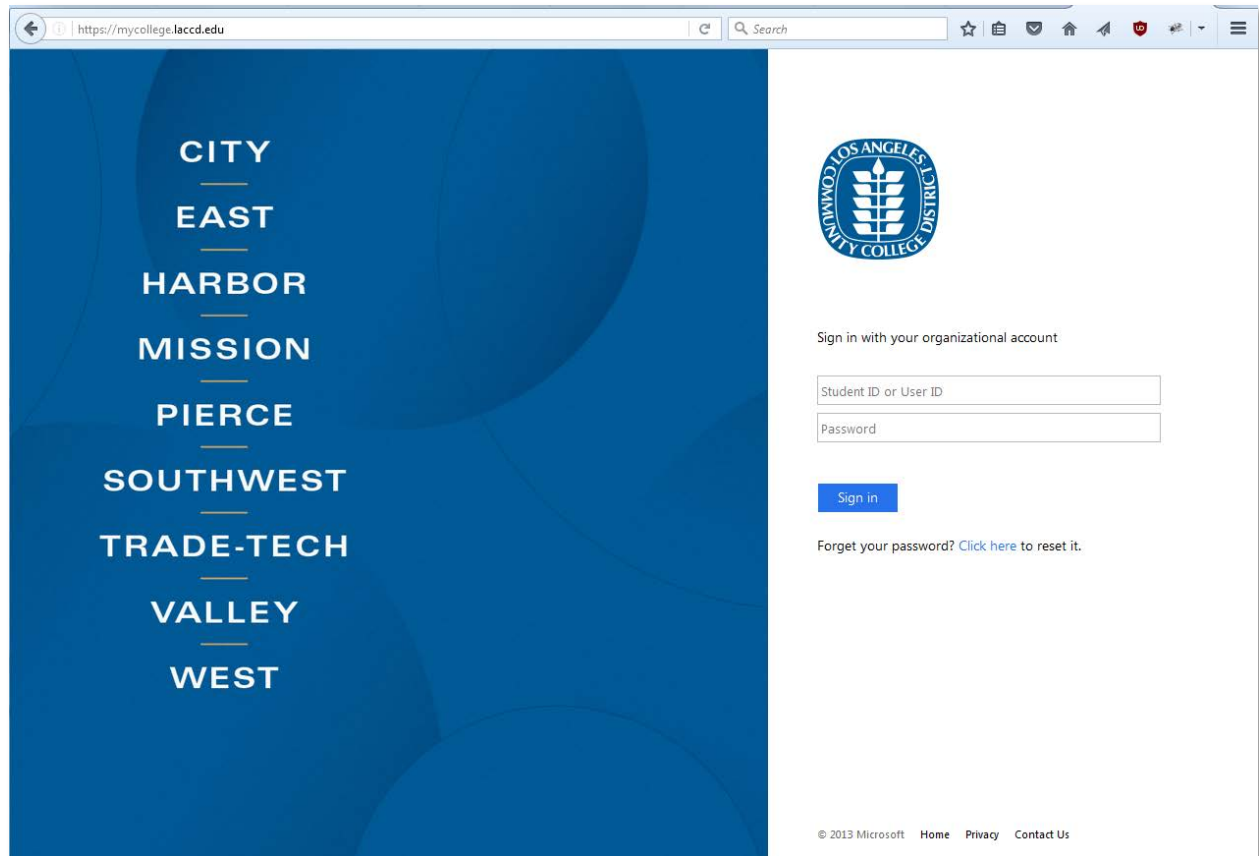 https://mycollege.laccd.edu
Search
CITY
EAST
HARBOR
MISSION
PIERCE
SOUTHWEST
TRADE-TECH
VALLEY
WEST
LOS ANGELES
COMMUNITY COLLEGE DISTRICT
Sign in with your organizational account
Student ID or User ID
Password
Sign in
Forget your password? Click here to reset it.
© 2013 Microsoft Home Privacy Contact Us